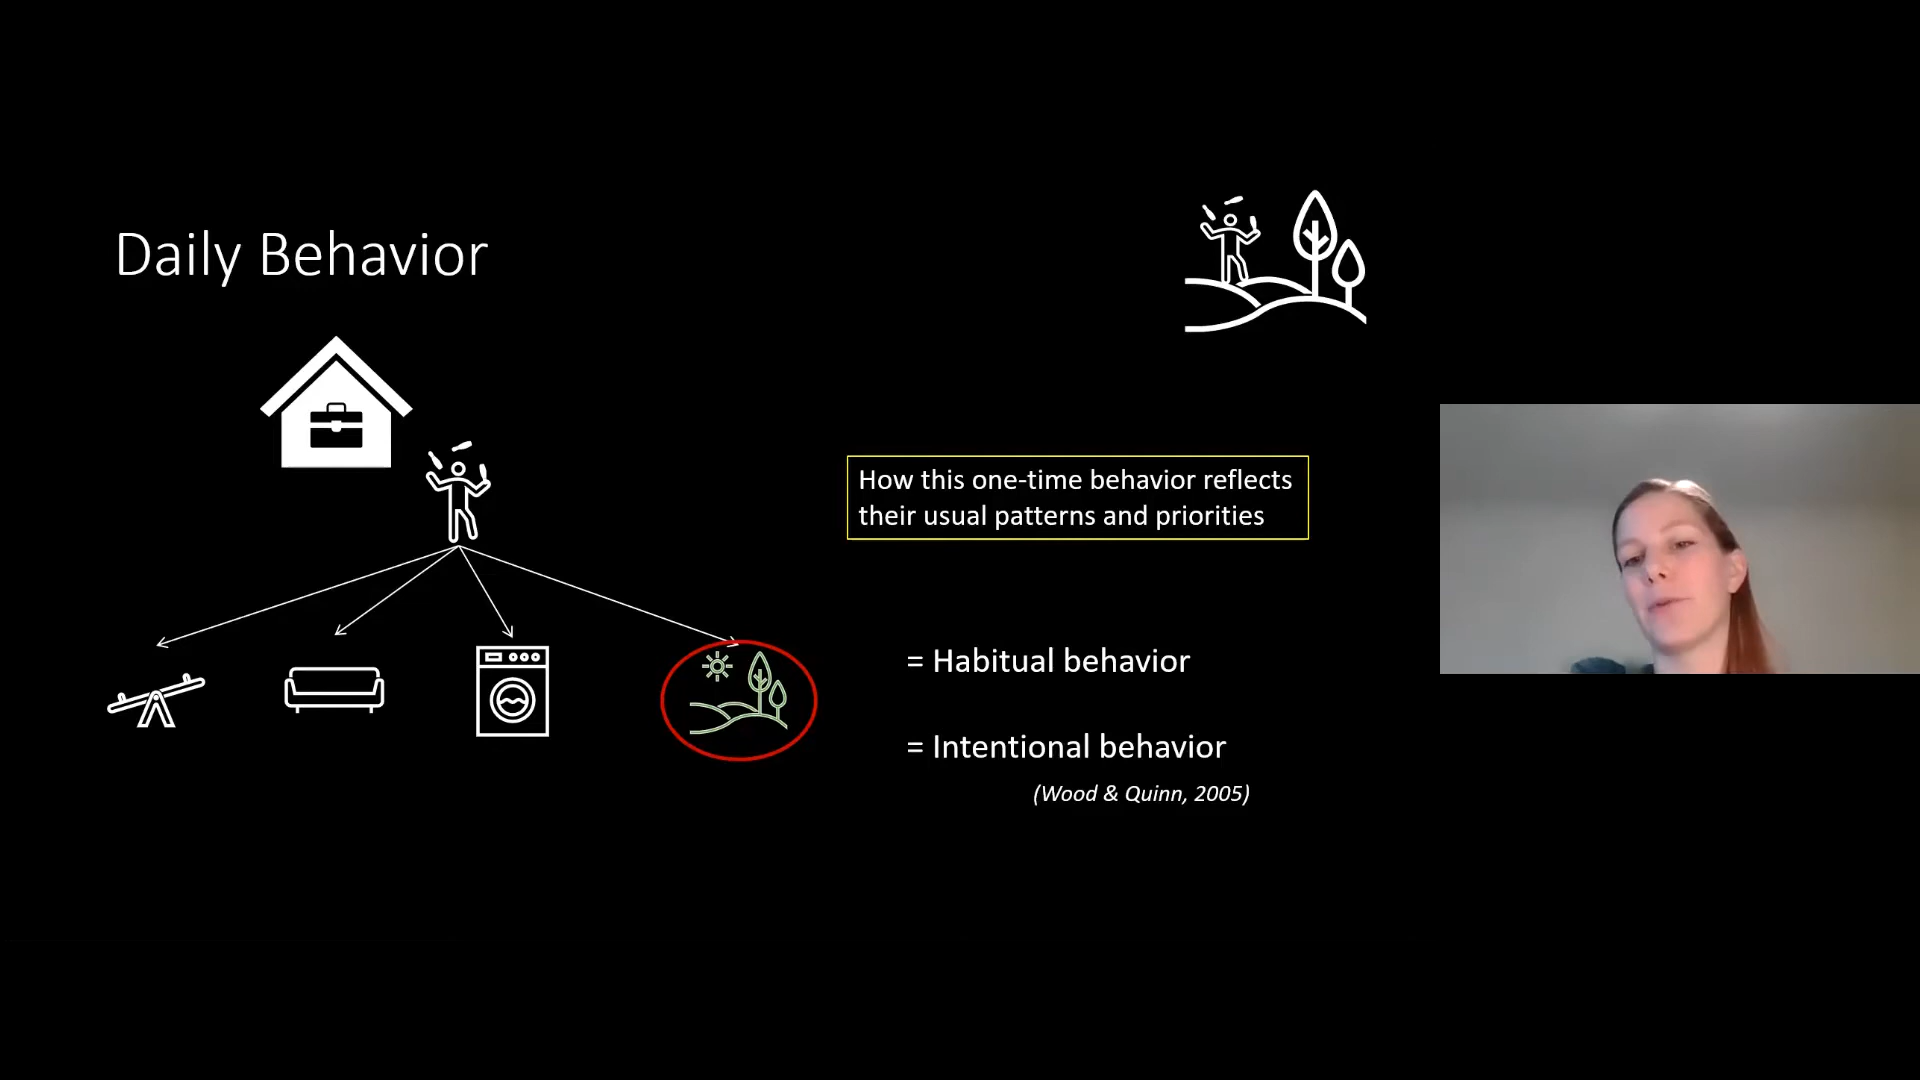 Daily Behavior
How this one-time behavior reflects
their usual patterns and priorities
= Habitual behavior
= Intentional behavior
(Wood & Quinn, 2005)